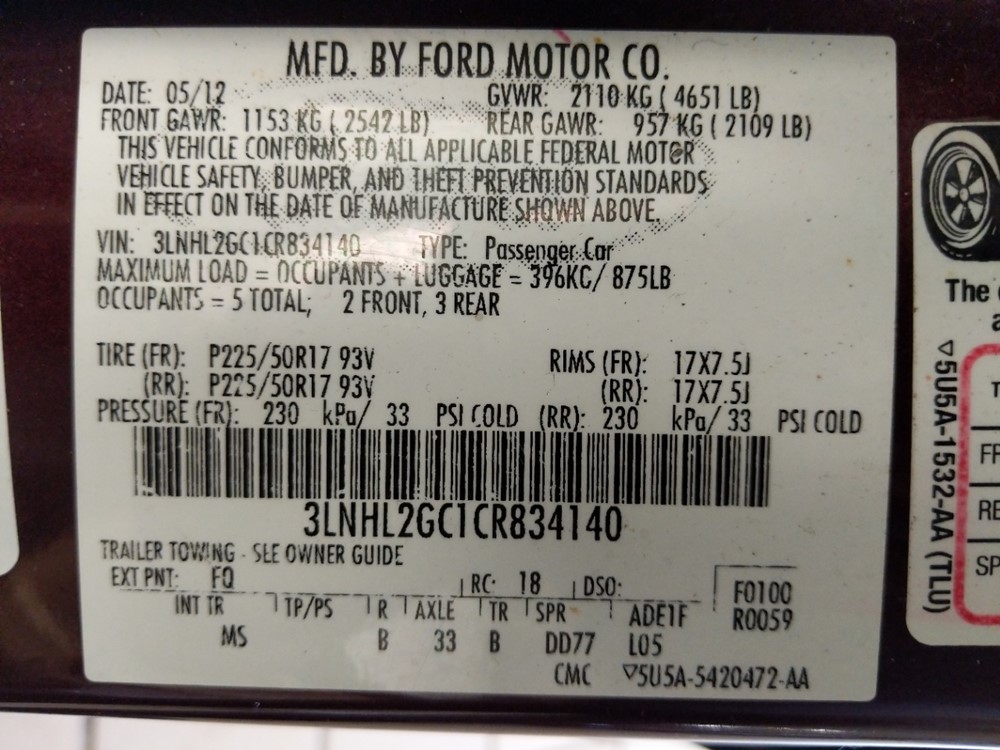 MFD. BY FORD MOTOR CO.
DATE: 05/12 GVWR: 2110 KG ( 4651 LB)
FRONT GAWR: 1153 KG ( 2542 LB) REAR GAWR: 957 KG ( 2109 LB)
THIS VEHICLE CONFORMS TO ALL APPLICABLE FEDERAL MOTOR
VEHICLE SAFETY, BUMPER, AND THEFT PREVENTION STANDARDS
IN EFFECT ON THE DATE OF MANUFACTURE SHOWN ABOVE.
VIN: 3LNHL2GC1CR834140 TYPE: Passenger Car
MAXIMUM LOAD = OCCUPANTS + LUGGAGE = 396KG/ 875LB
OCCUPANTS = 5 TOTAL; 2 FRONT, 3 REAR
TIRE (FR): P225/50R17 93V RIMS (FR): 17X7.5J
(RR): P225/50R17 93V (RR): 17X7.5J
PRESSURE (FR): 230 kPa/ 33 PSI COLD (RR): 230 kPa/ 33 PSI COLD
3LNHL2GC1CR834140
TRAILER TOWING - SEE OWNER GUIDE
EXT PNT: FQ RC: 18 DSO: F0100
INT TR TP/PS R AXLE TR SPR ADE1F R0059
MS B 33 B DD77 L05
CMC ▽5U5A-5420472-AA
The
▽5U5A-1532-AA (TLU)
T
FR
RE
SP